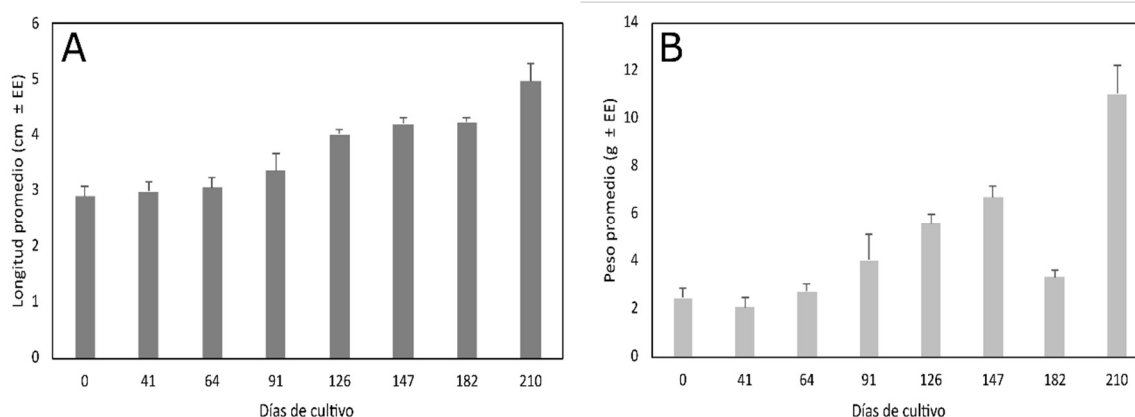 A
Longitud promedio (cm ± EE)
6
5
4
3
2
1
0
0 41 64 91 126 147 182 210
Días de cultivo
B
Peso promedio (g ± EE)
14
12
10
8
6
4
2
0
0 41 64 91 126 147 182 210
Días de cultivo